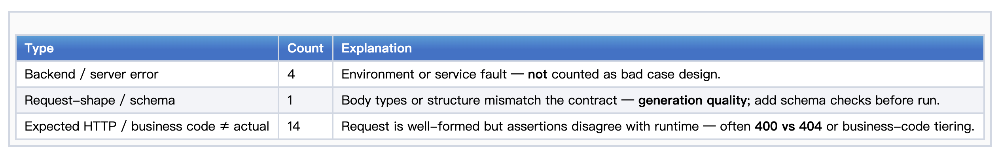 Type Count Explanation
Backend / server error 4 Environment or service fault — not counted as bad case design.
Request-shape / schema 1 Body types or structure mismatch the contract — generation quality; add schema checks before run.
Expected HTTP / business code ≠ actual 14 Request is well-formed but assertions disagree with runtime — often 400 vs 404 or business-code tiering.